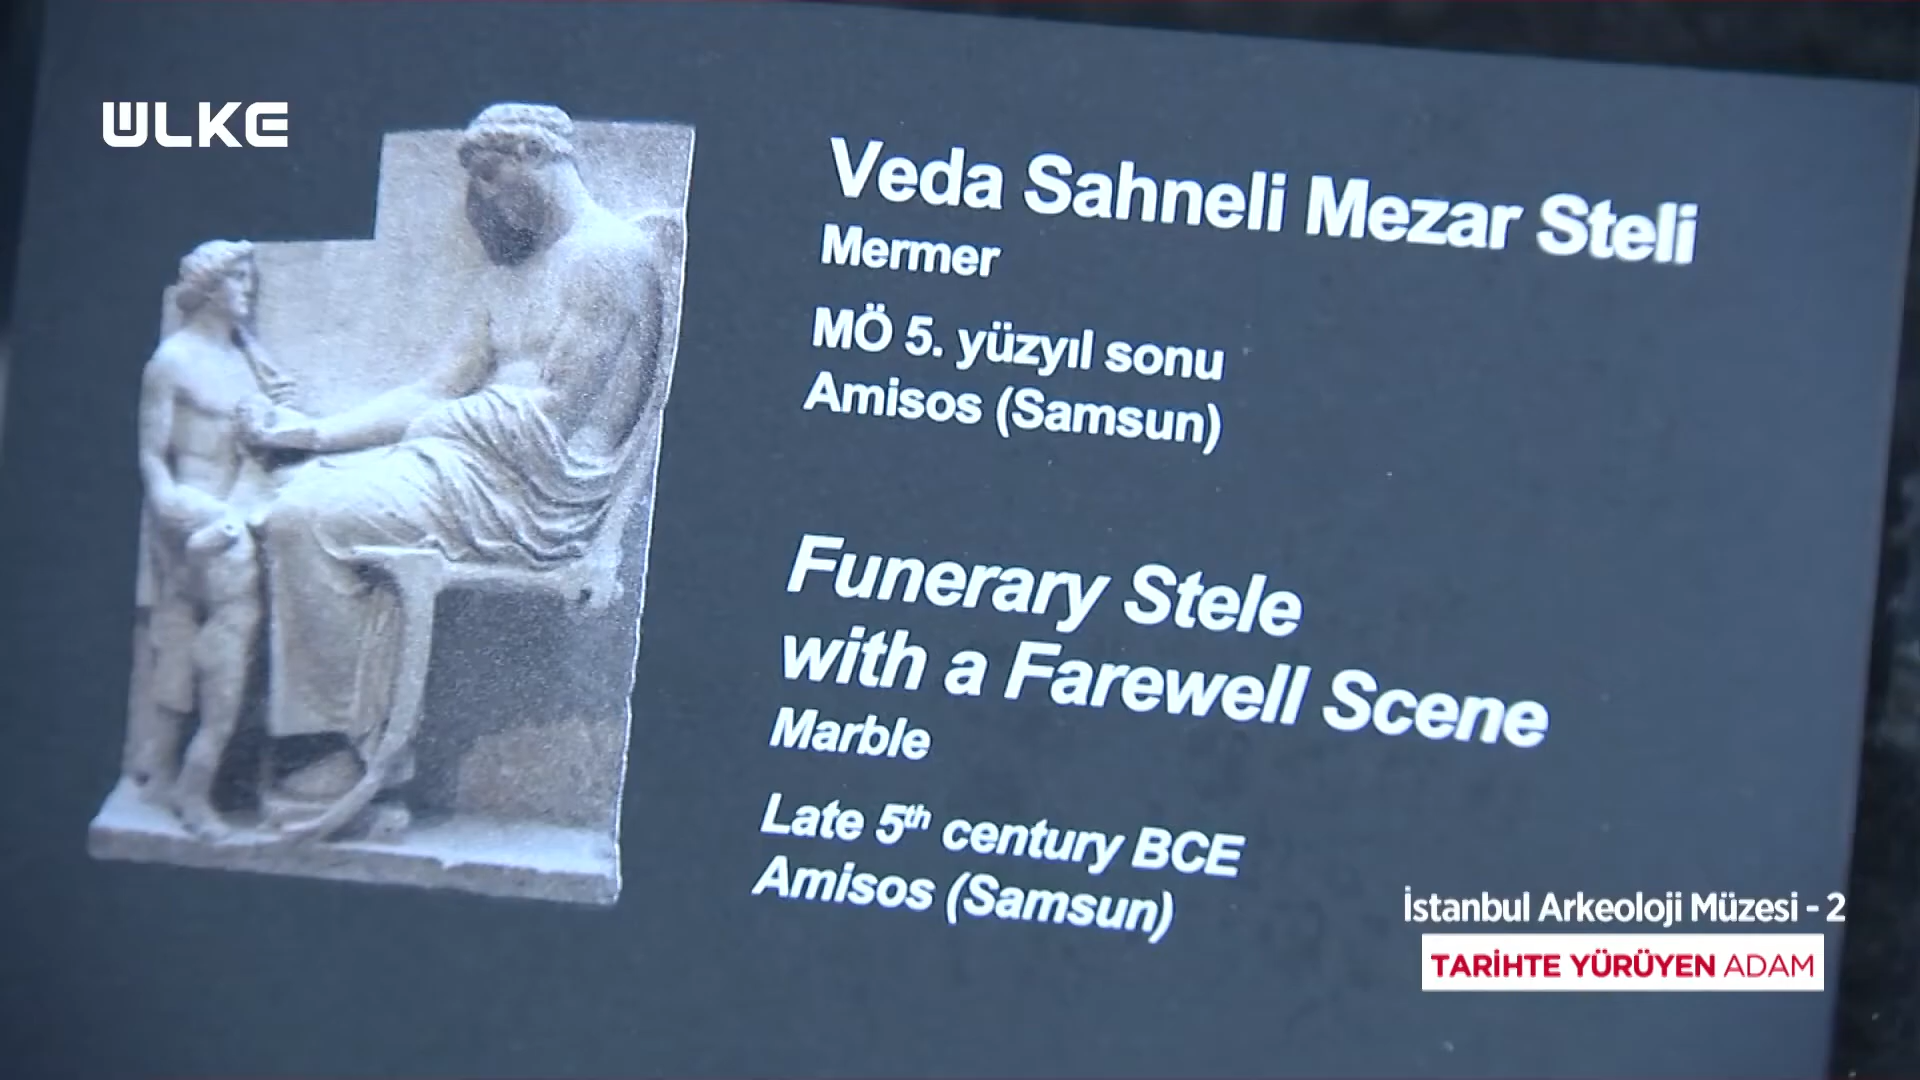 ÜLKE
Veda Sahneli Mezar Steli
Mermer
MÖ 5. yüzyıl sonu
Amisos (Samsun)
Funerary Stele
with a Farewell Scene
Marble
Late 5th century BCE
Amisos (Samsun)
İstanbul Arkeoloji Müzesi - 2
TARİHTE YÜRÜYEN ADAM